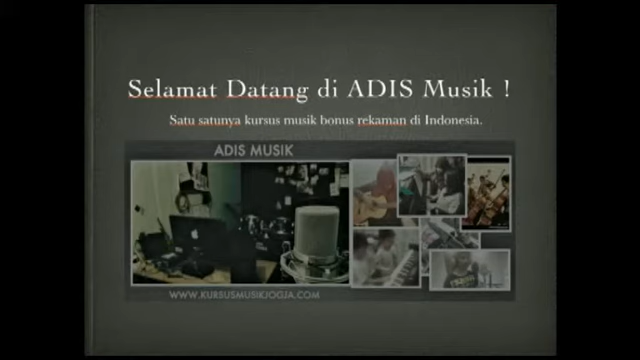 Selamat Datang di ADIS Musik !
Satu satunya kursus musik bonus rekaman di Indonesia.
ADIS MUSIK
WWW.KURSUSMUSIKJOGJA.COM